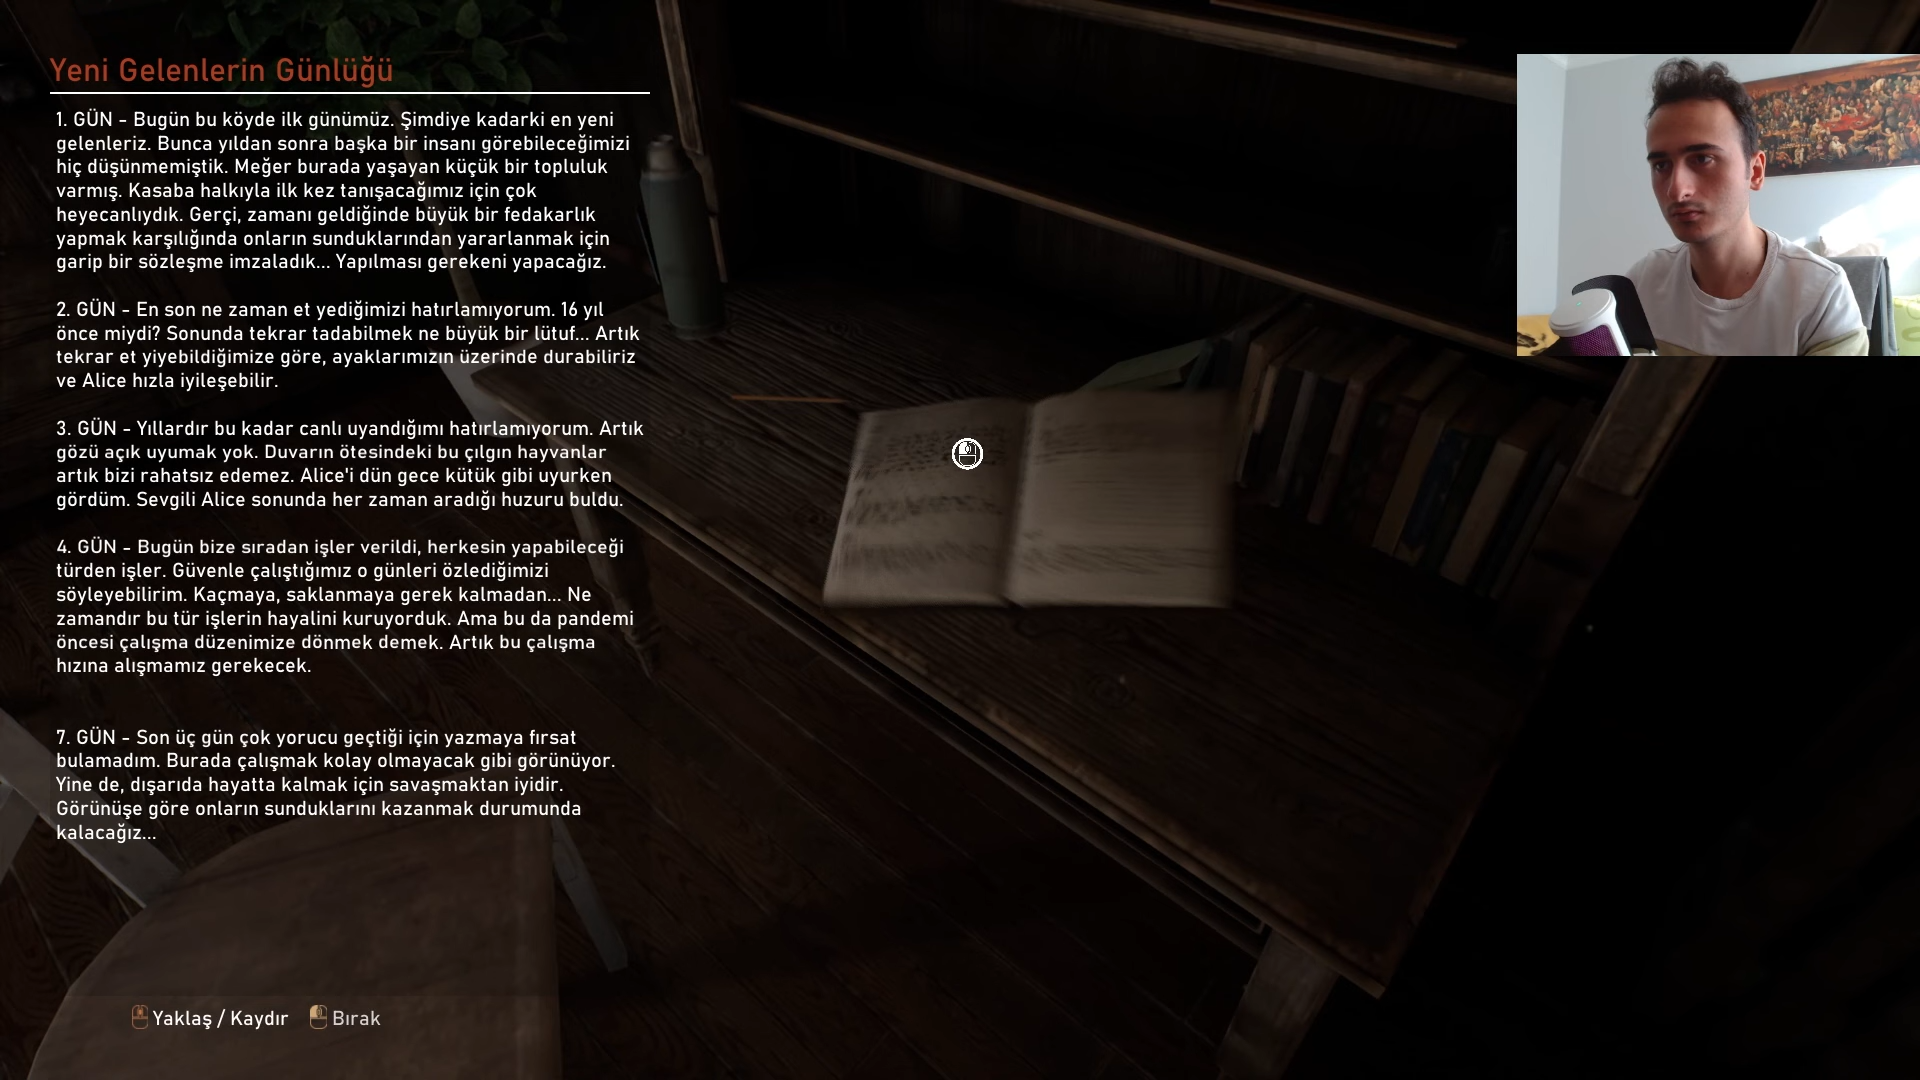 Yeni Gelenlerin Günlüğü
1. GÜN - Bugün bu köyde ilk günümüz. Şimdiye kadarki en yeni
gelenleriz. Bunca yıldan sonra başka bir insanı görebileceğimizi
hiç düşünmemiştik. Meğer burada yaşayan küçük bir topluluk
varmış. Kasaba halkıyla ilk kez tanışacağımız için çok
heyecanlıydık. Gerçi, zamanı geldiğinde büyük bir fedakarlık
yapmak karşılığında onların sunduklarından yararlanmak için
garip bir sözleşme imzaladık... Yapılması gerekeni yapacağız.
2. GÜN - En son ne zaman et yediğimizi hatırlamıyorum. 16 yıl
önce miydi? Sonunda tekrar tadabilmek ne büyük bir lütuf... Artık
tekrar et yiyebildiğimize göre, ayaklarımızın üzerinde durabiliriz
ve Alice hızla iyileşebilir.
3. GÜN - Yıllardır bu kadar canlı uyandığımı hatırlamıyorum. Artık
gözü açık uyumak yok. Duvarın ötesindeki bu çılgın hayvanlar
artık bizi rahatsız edemez. Alice'i dün gece kütük gibi uyurken
gördüm. Sevgili Alice sonunda her zaman aradığı huzuru buldu.
4. GÜN - Bugün bize sıradan işler verildi, herkesin yapabileceği
türden işler. Güvenle çalıştığımız o günleri özlediğimizi
söyleyebilirim. Kaçmaya, saklanmaya gerek kalmadan... Ne
zamandır bu tür işlerin hayalini kuruyorduk. Ama bu da pandemi
öncesi çalışma düzenimize dönmek demek. Artık bu çalışma
hızına alışmamız gerekecek.
7. GÜN - Son üç gün çok yorucu geçtiği için yazmaya fırsat
bulamadım. Burada çalışmak kolay olmayacak gibi görünüyor.
Yine de, dışarıda hayatta kalmak için savaşmaktan iyidir.
Görünüşe göre onların sunduklarını kazanmak durumunda
kalacağız...
Yaklaş / Kaydır Bırak